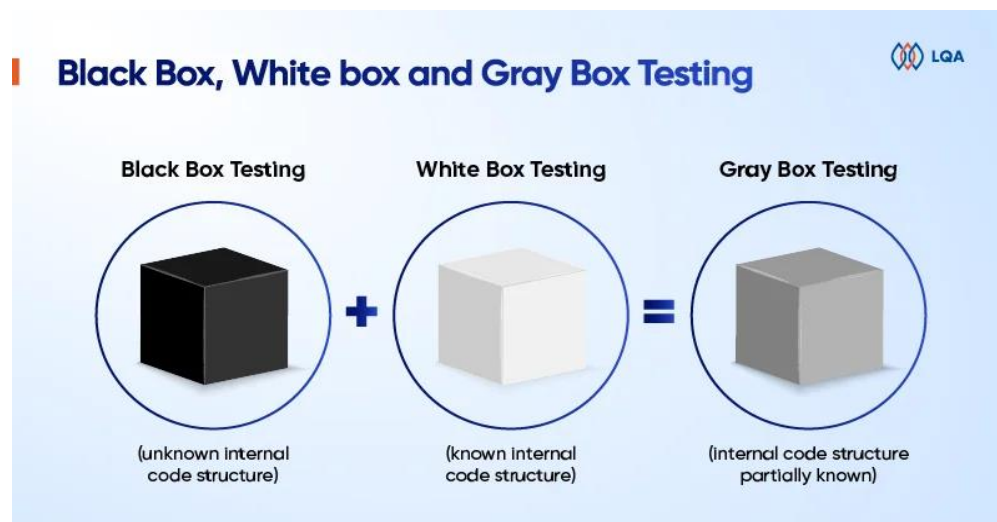 Black Box, White box and Gray Box Testing
LQA
Black Box Testing
White Box Testing
Gray Box Testing
+
=
(unknown internal
code structure)
(known internal
code structure)
(internal code structure
partially known)